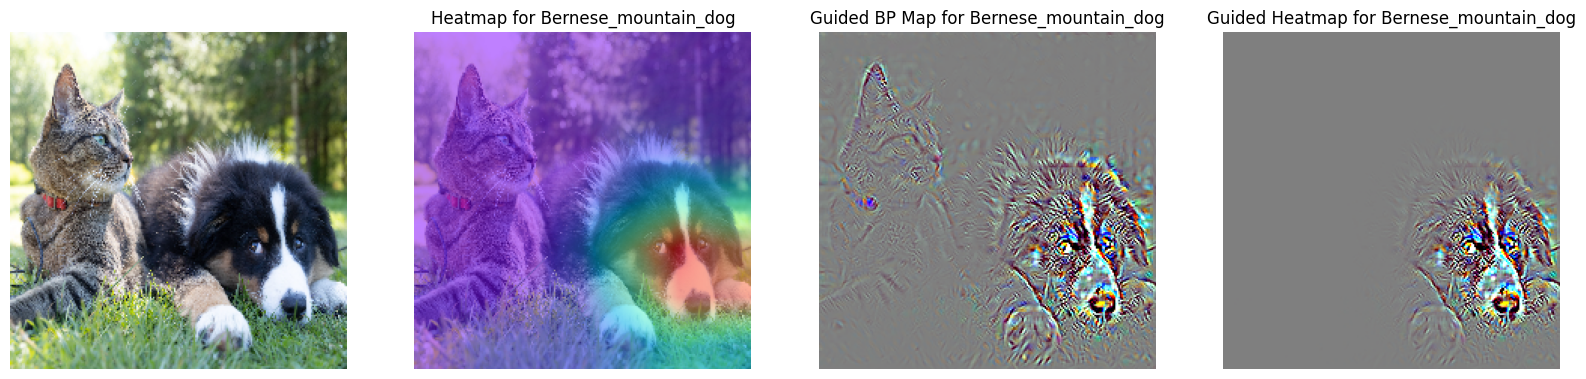 Heatmap for Bernese_mountain_dog
Guided BP Map for Bernese_mountain_dog
Guided Heatmap for Bernese_mountain_dog